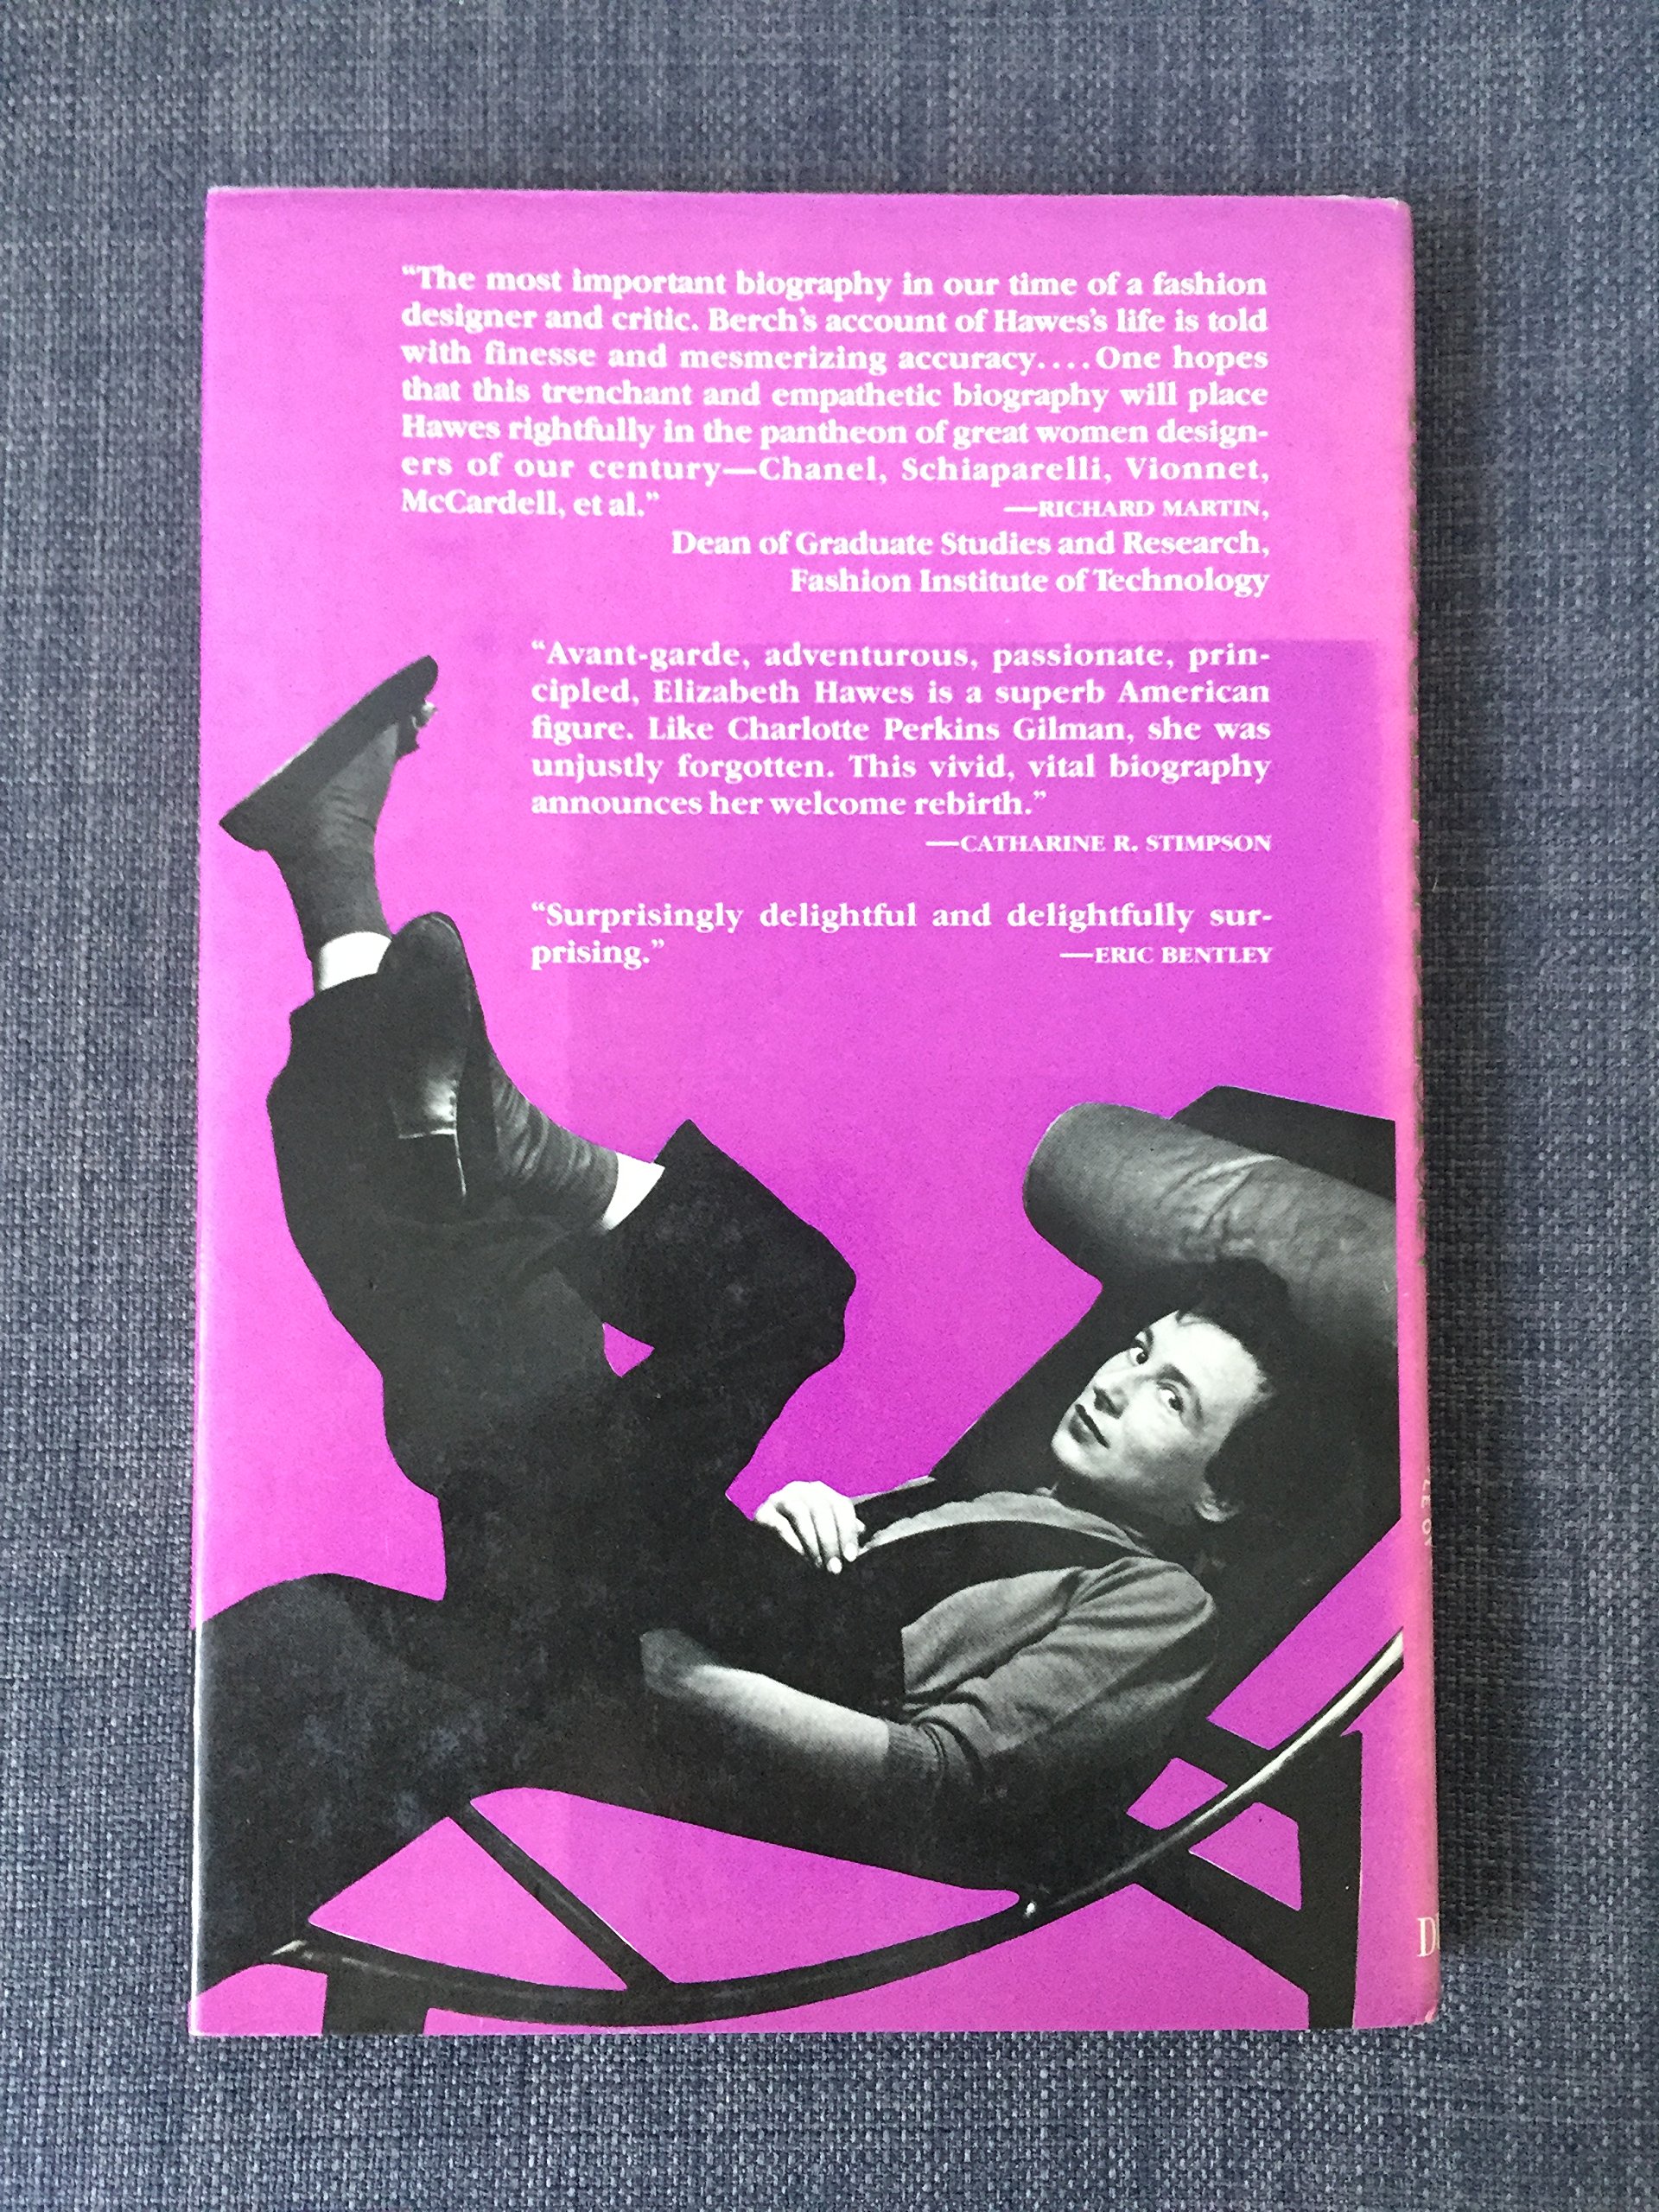 “The most important biography in our time of a fashion
designer and critic. Berch’s account of Hawes’s life is told
with finesse and mesmerizing accuracy....One hopes
that this trenchant and empathetic biography will place
Hawes rightfully in the pantheon of great women design-
ers of our century—Chanel, Schiaparelli, Vionnet,
McCardell, et al.” —RICHARD MARTIN,
Dean of Graduate Studies and Research,
Fashion Institute of Technology
“Avant-garde, adventurous, passionate, prin-
cipled, Elizabeth Hawes is a superb American
figure. Like Charlotte Perkins Gilman, she was
unjustly forgotten. This vivid, vital biography
announces her welcome rebirth.”
—CATHARINE R. STIMPSON
“Surprisingly delightful and delightfully sur-
prising.” —ERIC BENTLEY